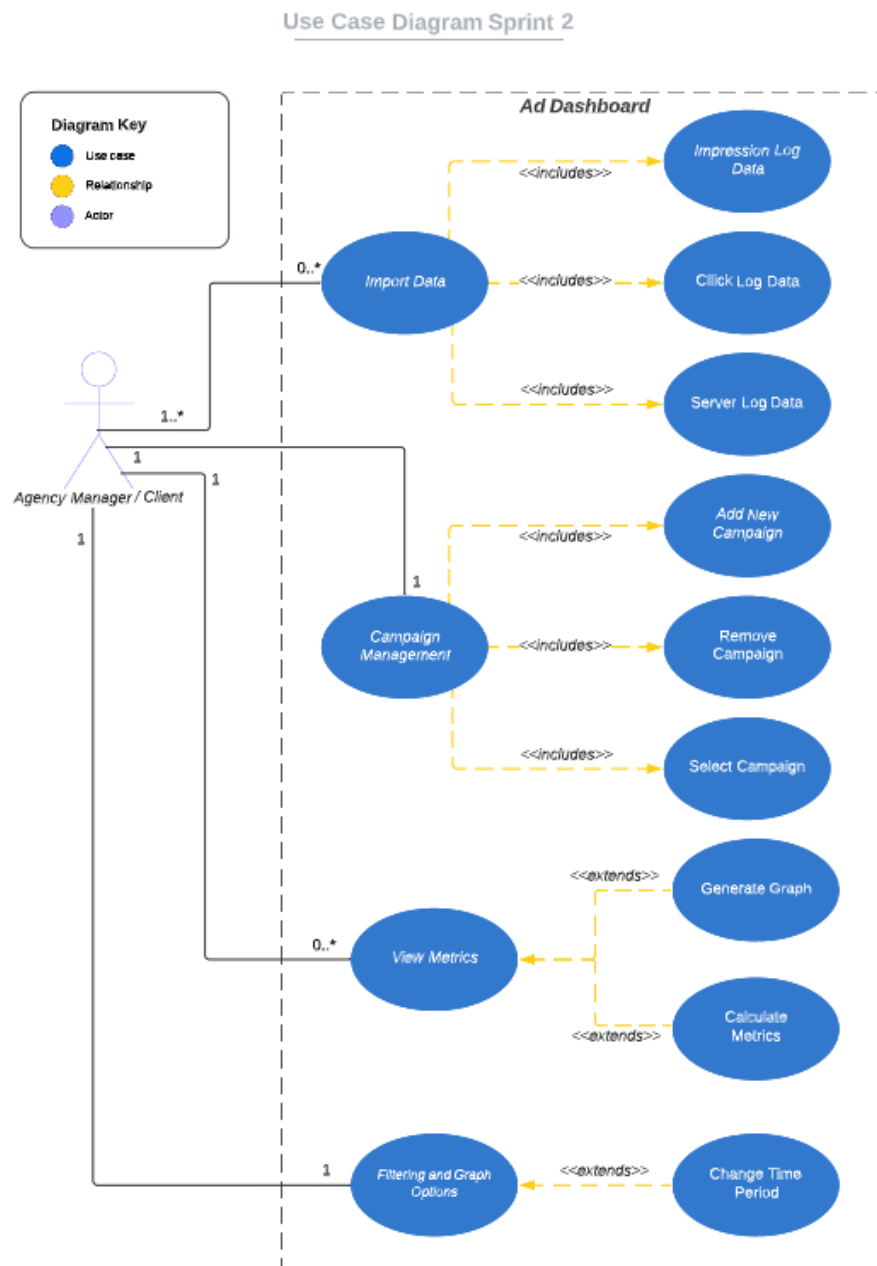 Use Case Diagram Sprint 2
Diagram Key
Use case
Relationship
Actor
Ad Dashboard
Impression Log
Data
<<includes>>
0..*
Import Data
<<includes>>
Cllick Log Data
<<includes>>
Server Log Data
1..*
1
1
Agency Manager / Client
1
Add New
Campaign
<<includes>>
1
Campaign
Management
<<includes>>
Remove
Campaign
<<includes>>
Select Campaign
<<extends>>
Generate Graph
0..*
View Metrics
Calculate
Metrics
<<extends>>
1
Filtering and Graph
Options
<<extends>>
Change Time
Period